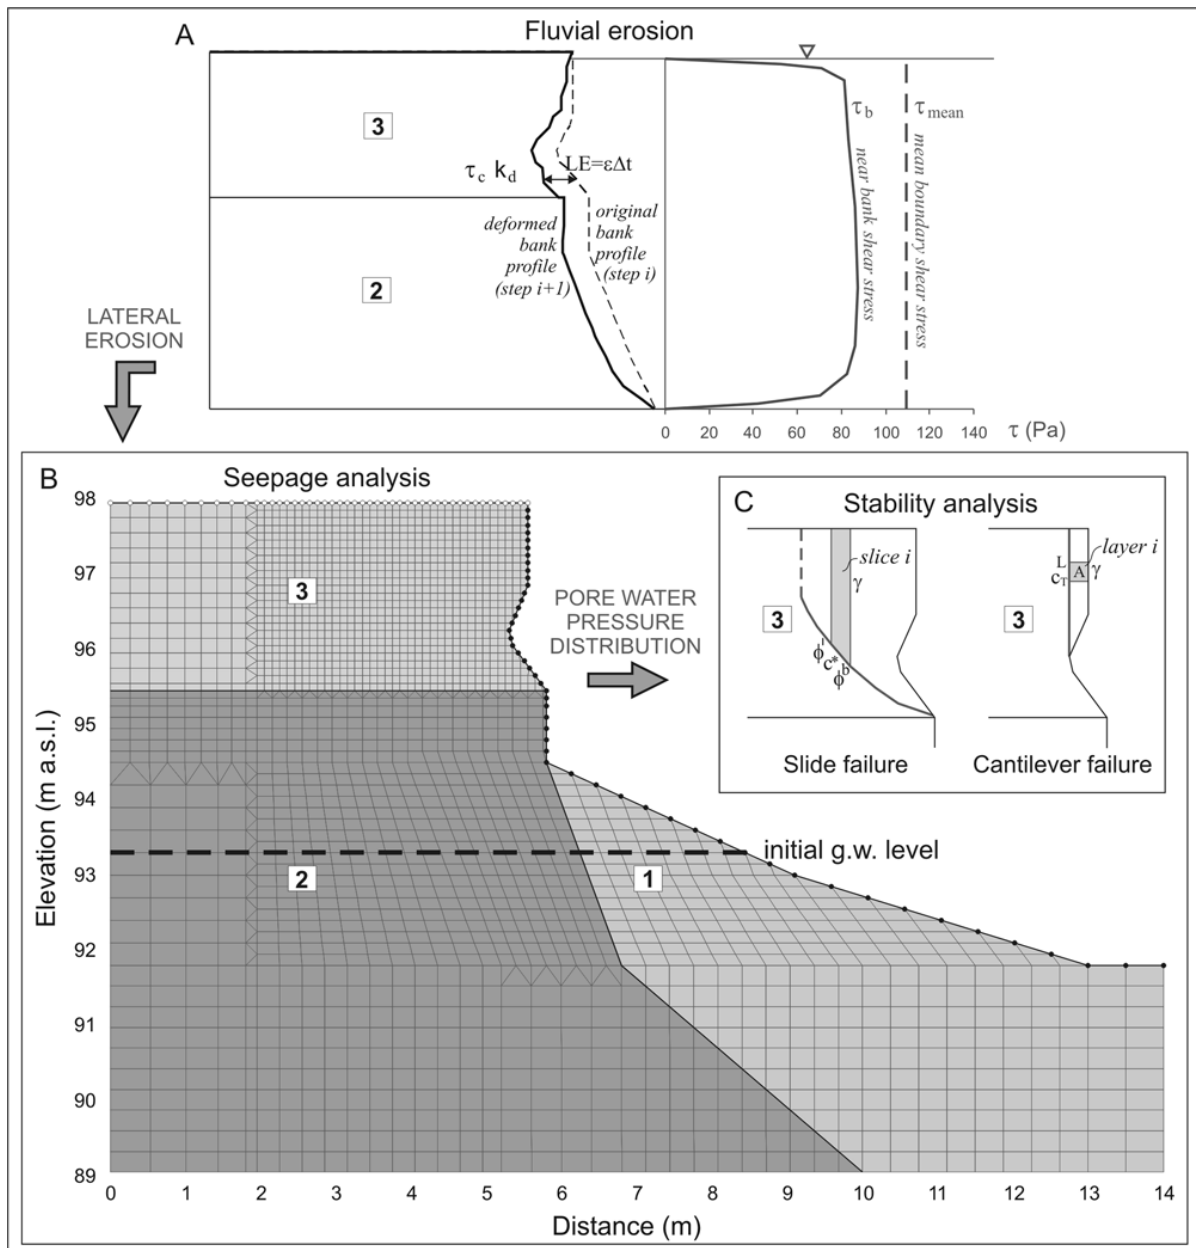 A
Fluvial erosion
3
τc kd
LE=εΔt
τb
τmean
near bank shear stress
mean boundary shear stress
deformed
bank
profile
(step i+1)
original
bank
profile
(step i)
2
LATERAL
EROSION
0 20 40 60 80 100 120 140
τ (Pa)
B
Seepage analysis
98
97
96
95
94
93
92
91
90
89
Elevation (m a.s.l.)
3
2
1
initial g.w. level
0 1 2 3 4 5 6 7 8 9 10 11 12 13 14
Distance (m)
PORE WATER
PRESSURE
DISTRIBUTION
C
Stability analysis
slice i
γ
3
ϕ'
c*
ϕb
Slide failure
layer i
L
cT
A
γ
3
Cantilever failure